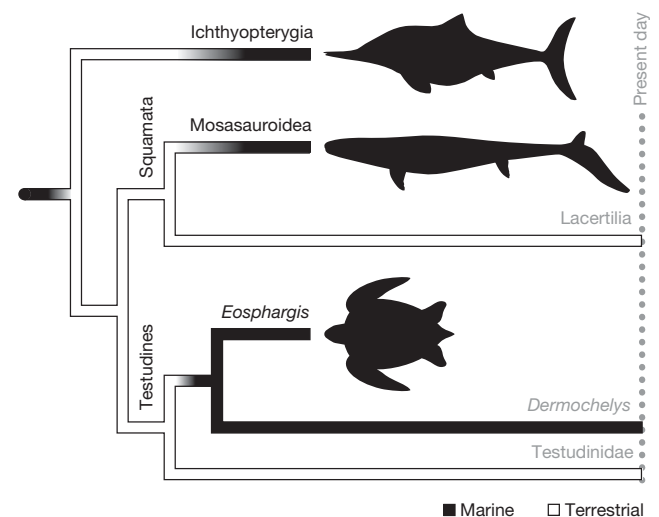 Ichthyopterygia
Present day
Squamata
Mosasauroidea
Lacertilia
Eosphargis
Testudines
Dermochelys
Testudinidae
Marine
Terrestrial